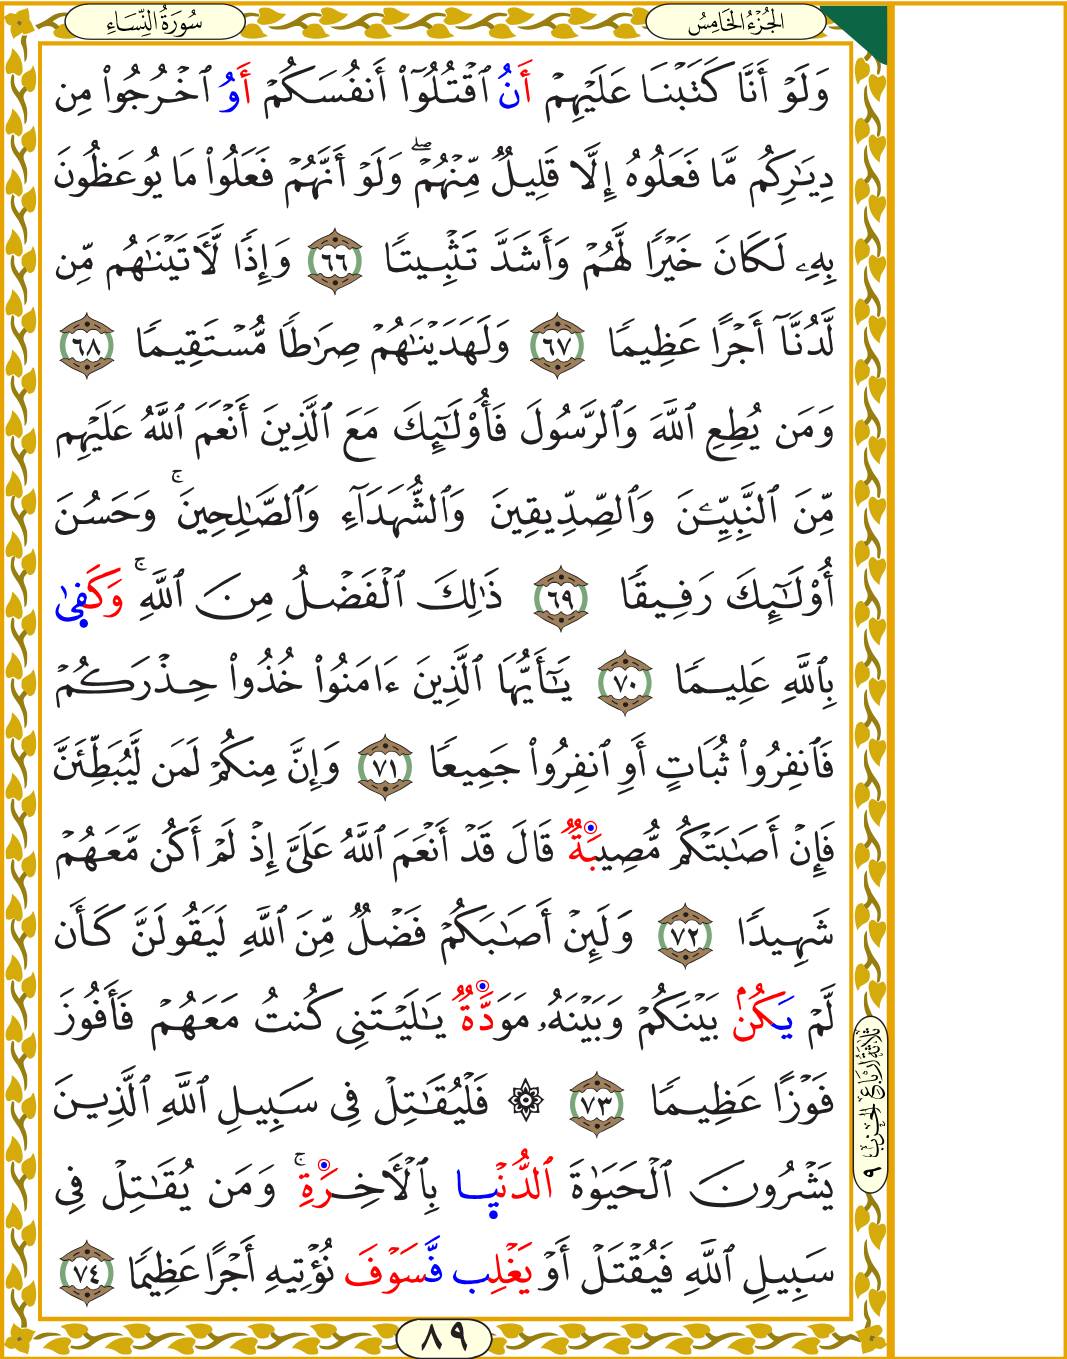 الجُزْءُ الخَامِسُ
سُورَةُ النِّسَاءِ
وَلَوْ أَنَّا كَتَبْنَا عَلَيْهِمْ أَنُ ٱقْتُلُوٓا۟ أَنفُسَكُمْ أَوُ ٱخْرُجُوا۟ مِن
دِيَـٰرِكُم مَّا فَعَلُوهُ إِلَّا قَلِيلٌ مِّنْهُمْ ۖ وَلَوْ أَنَّهُمْ فَعَلُوا۟ مَا يُوعَظُونَ
بِهِۦ لَكَانَ خَيْرًا لَّهُمْ وَأَشَدَّ تَثْبِيتًا ٦٦ وَإِذًا لَّـَٔاتَيْنَـٰهُم مِّن
لَّدُنَّآ أَجْرًا عَظِيمًا ٦٧ وَلَهَدَيْنَـٰهُمْ صِرَٰطًا مُّسْتَقِيمًا ٦٨
وَمَن يُطِعِ ٱللَّهَ وَٱلرَّسُولَ فَأُو۟لَـٰٓئِكَ مَعَ ٱلَّذِينَ أَنْعَمَ ٱللَّهُ عَلَيْهِم
مِّنَ ٱلنَّبِيِّـۧنَ وَٱلصِّدِّيقِينَ وَٱلشُّهَدَآءِ وَٱلصَّـٰلِحِينَ ۚ وَحَسُنَ
أُو۟لَـٰٓئِكَ رَفِيقًا ٦٩ ذَٰلِكَ ٱلْفَضْلُ مِنَ ٱللَّهِ ۚ وَكَفِىٰ
بِٱللَّهِ عَلِيمًا ٧٠ يَـٰٓأَيُّهَا ٱلَّذِينَ ءَامَنُوا۟ خُذُوا۟ حِذْرَكُمْ
فَٱنفِرُوا۟ ثُبَاتٍ أَوِ ٱنفِرُوا۟ جَمِيعًا ٧١ وَإِنَّ مِنكُمْ لَمَن لَّيُبَطِّئَنَّ
فَإِنْ أَصَـٰبَتْكُم مُّصِيبَةٌ قَالَ قَدْ أَنْعَمَ ٱللَّهُ عَلَىَّ إِذْ لَمْ أَكُن مَّعَهُمْ
شَهِيدًا ٧٢ وَلَئِنْ أَصَـٰبَكُمْ فَضْلٌ مِّنَ ٱللَّهِ لَيَقُولَنَّ كَأَن
لَّمْ يَكُنۢ بَيْنَكُمْ وَبَيْنَهُۥ مَوَدَّةٌ يَـٰلَيْتَنِى كُنتُ مَعَهُمْ فَأَفُوزَ
فَوْزًا عَظِيمًا ٧٣ ۞ فَلْيُقَـٰتِلْ فِى سَبِيلِ ٱللَّهِ ٱلَّذِينَ
يَشْرُونَ ٱلْحَيَوٰةَ ٱلدُّنْيِا بِٱلْـَٔاخِرَةِ ۚ وَمَن يُقَـٰتِلْ فِى
سَبِيلِ ٱللَّهِ فَيُقْتَلْ أَوْ يَغْلِب فَّسَوْفَ نُؤْتِيهِ أَجْرًا عَظِيمًا ٧٤
ثَلَاثَةُ أَرْبَاعِ الحِزْبِ ٩
٨٩